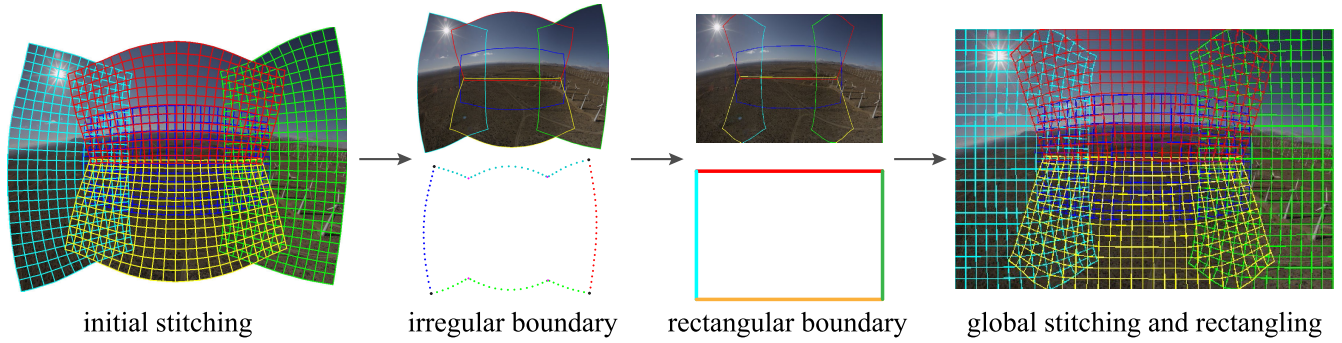 initial stitching
irregular boundary
rectangular boundary
global stitching and rectangling